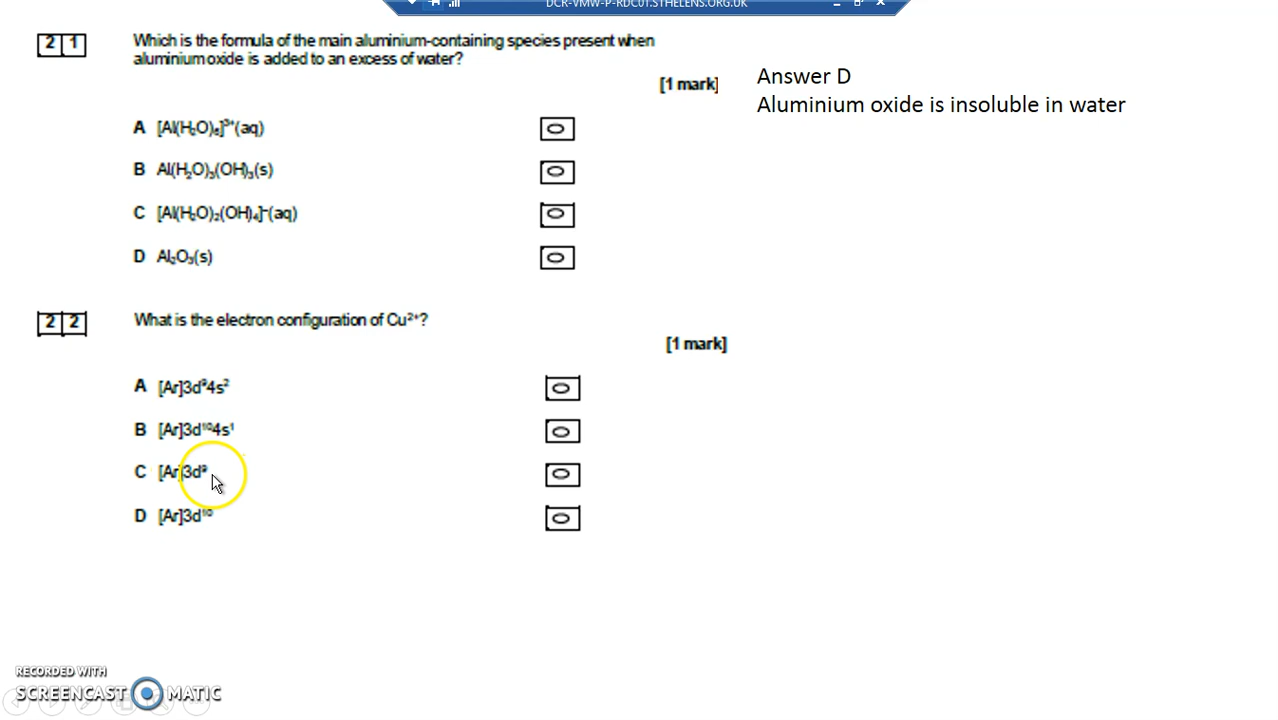 DCR-VMW-P-RDC01.STHELENS.ORG.UK
2 1 Which is the formula of the main aluminium-containing species present when
aluminium oxide is added to an excess of water?
[1 mark]
A [Al(H₂O)₆]³⁺(aq)
B Al(H₂O)₃(OH)₃(s)
C [Al(H₂O)₂(OH)₄]⁻(aq)
D Al₂O₃(s)
Answer D
Aluminium oxide is insoluble in water
2 2 What is the electron configuration of Cu²⁺?
[1 mark]
A [Ar]3d⁹4s²
B [Ar]3d¹⁰4s¹
C [Ar]3d⁹
D [Ar]3d¹⁰
RECORDED WITH
SCREENCAST MATIC